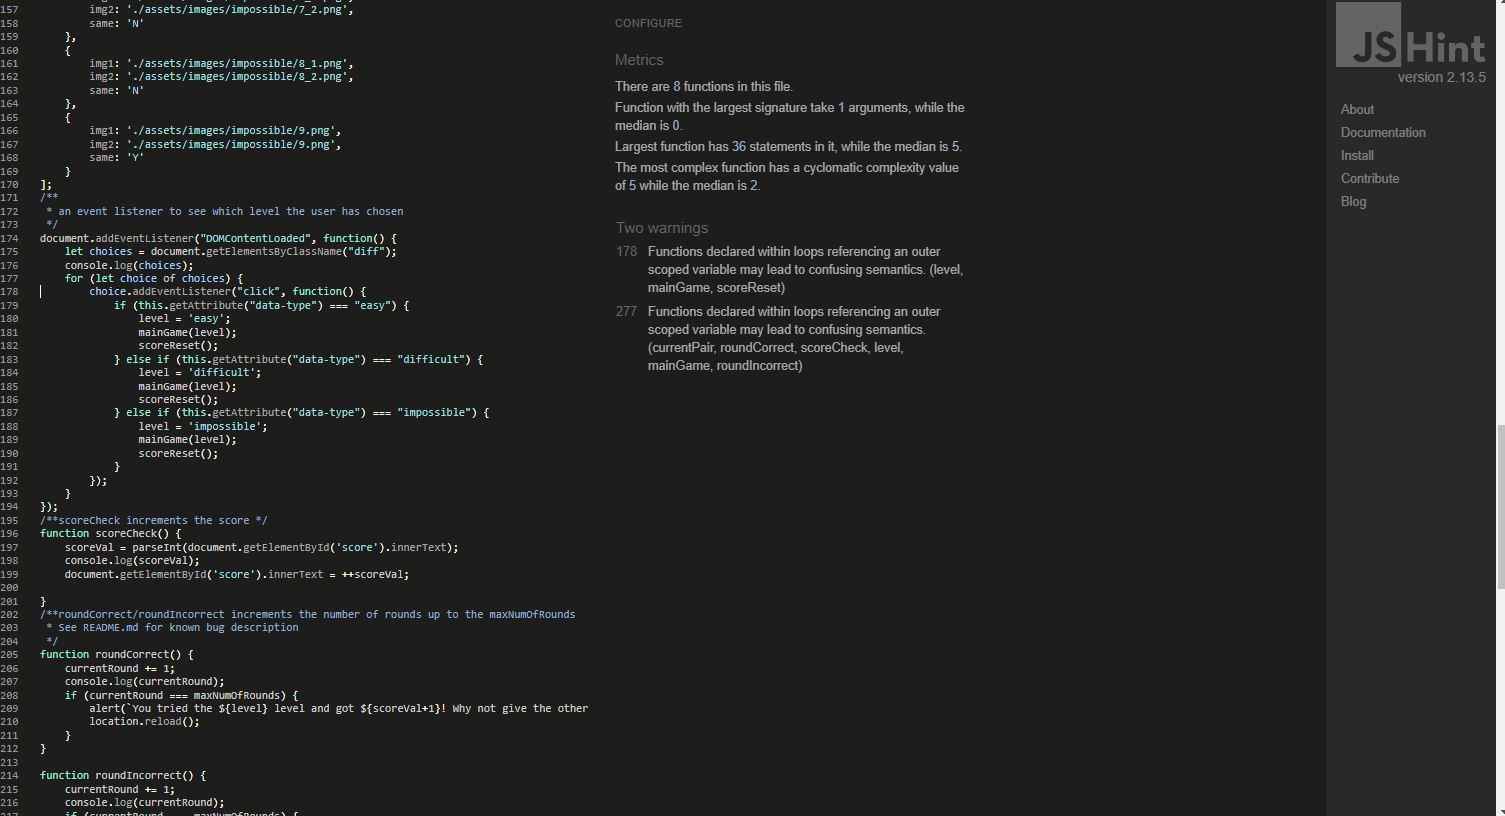 157 img2: './assets/images/impossible/7_2.png',
158 same: 'N'
159 },
160 {
161 img1: './assets/images/impossible/8_1.png',
162 img2: './assets/images/impossible/8_2.png',
163 same: 'N'
164 },
165 {
166 img1: './assets/images/impossible/9.png',
167 img2: './assets/images/impossible/9.png',
168 same: 'Y'
169 }
170 ];
171 /**
172 * an event listener to see which level the user has chosen
173 */
174 document.addEventListener("DOMContentLoaded", function() {
175 let choices = document.getElementsByClassName("diff");
176 console.log(choices);
177 for (let choice of choices) {
178 choice.addEventListener("click", function() {
179 if (this.getAttribute("data-type") === "easy") {
180 level = 'easy';
181 mainGame(level);
182 scoreReset();
183 } else if (this.getAttribute("data-type") === "difficult") {
184 level = 'difficult';
185 mainGame(level);
186 scoreReset();
187 } else if (this.getAttribute("data-type") === "impossible") {
188 level = 'impossible';
189 mainGame(level);
190 scoreReset();
191 }
192 });
193 }
194 });
195 /**scoreCheck increments the score */
196 function scoreCheck() {
197 scoreVal = parseInt(document.getElementById('score').innerText);
198 console.log(scoreVal);
199 document.getElementById('score').innerText = ++scoreVal;
200
201 }
202 /**roundCorrect/roundIncorrect increments the number of rounds up to the maxNumOfRounds
203 * See README.md for known bug description
204 */
205 function roundCorrect() {
206 currentRound += 1;
207 console.log(currentRound);
208 if (currentRound === maxNumOfRounds) {
209 alert(`You tried the ${level} level and got ${scoreVal+1}! Why not give the other
210 location.reload();
211 }
212 }
213
214 function roundIncorrect() {
215 currentRound += 1;
216 console.log(currentRound);
CONFIGURE
Metrics
There are 8 functions in this file.
Function with the largest signature take 1 arguments, while the
median is 0.
Largest function has 36 statements in it, while the median is 5.
The most complex function has a cyclomatic complexity value
of 5 while the median is 2.
Two warnings
178 Functions declared within loops referencing an outer
scoped variable may lead to confusing semantics. (level,
mainGame, scoreReset)
277 Functions declared within loops referencing an outer
scoped variable may lead to confusing semantics.
(currentPair, roundCorrect, scoreCheck, level,
mainGame, roundIncorrect)
JSHint
version 2.13.5
About
Documentation
Install
Contribute
Blog